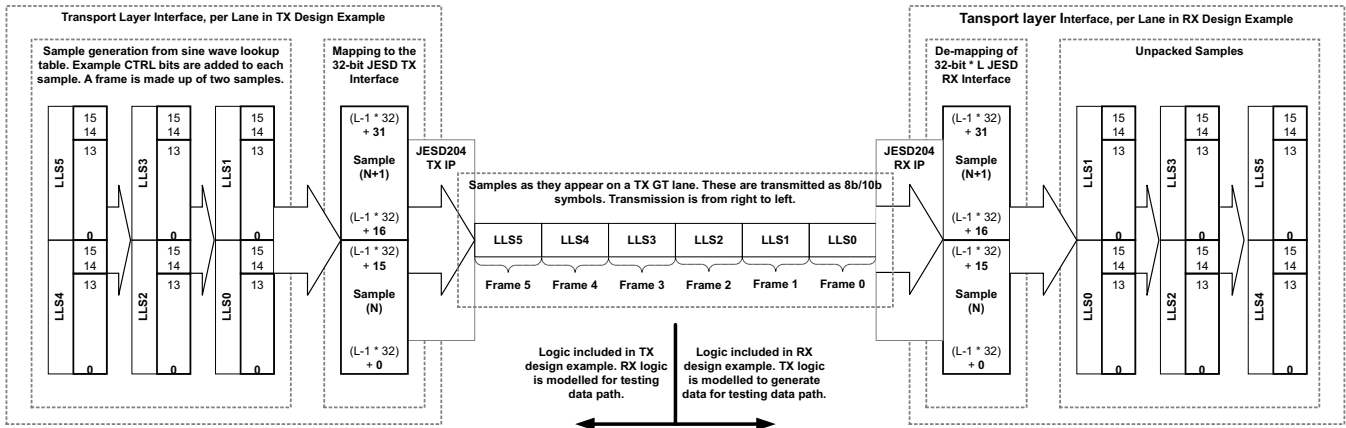 Transport Layer Interface, per Lane in TX Design Example
Sample generation from sine wave lookup
table. Example CTRL bits are added to each
sample. A frame is made up of two samples.
LLS5
15
14
13
0
LLS4
15
14
13
0
LLS3
15
14
13
0
LLS2
15
14
13
0
LLS1
15
14
13
0
LLS0
15
14
13
0
Mapping to the
32-bit JESD TX
Interface
(L-1 * 32)
+ 31
Sample
(N+1)
(L-1 * 32)
+ 16
(L-1 * 32)
+ 15
Sample
(N)
(L-1 * 32)
+ 0
JESD204
TX IP
Samples as they appear on a TX GT lane. These are transmitted as 8b/10b
symbols. Transmission is from right to left.
LLS5 LLS4 LLS3 LLS2 LLS1 LLS0
Frame 5 Frame 4 Frame 3 Frame 2 Frame 1 Frame 0
Logic included in TX
design example. RX logic
is modelled for testing
data path.
Logic included in RX
design example. TX logic
is modelled to generate
data for testing data path.
JESD204
RX IP
Tansport layer Interface, per Lane in RX Design Example
De-mapping of
32-bit * L JESD
RX Interface
(L-1 * 32)
+ 31
Sample
(N+1)
(L-1 * 32)
+ 16
(L-1 * 32)
+ 15
Sample
(N)
(L-1 * 32)
+ 0
Unpacked Samples
LLS1
15
14
13
0
LLS0
15
14
13
0
LLS3
15
14
13
0
LLS2
15
14
13
0
LLS5
15
14
13
0
LLS4
15
14
13
0